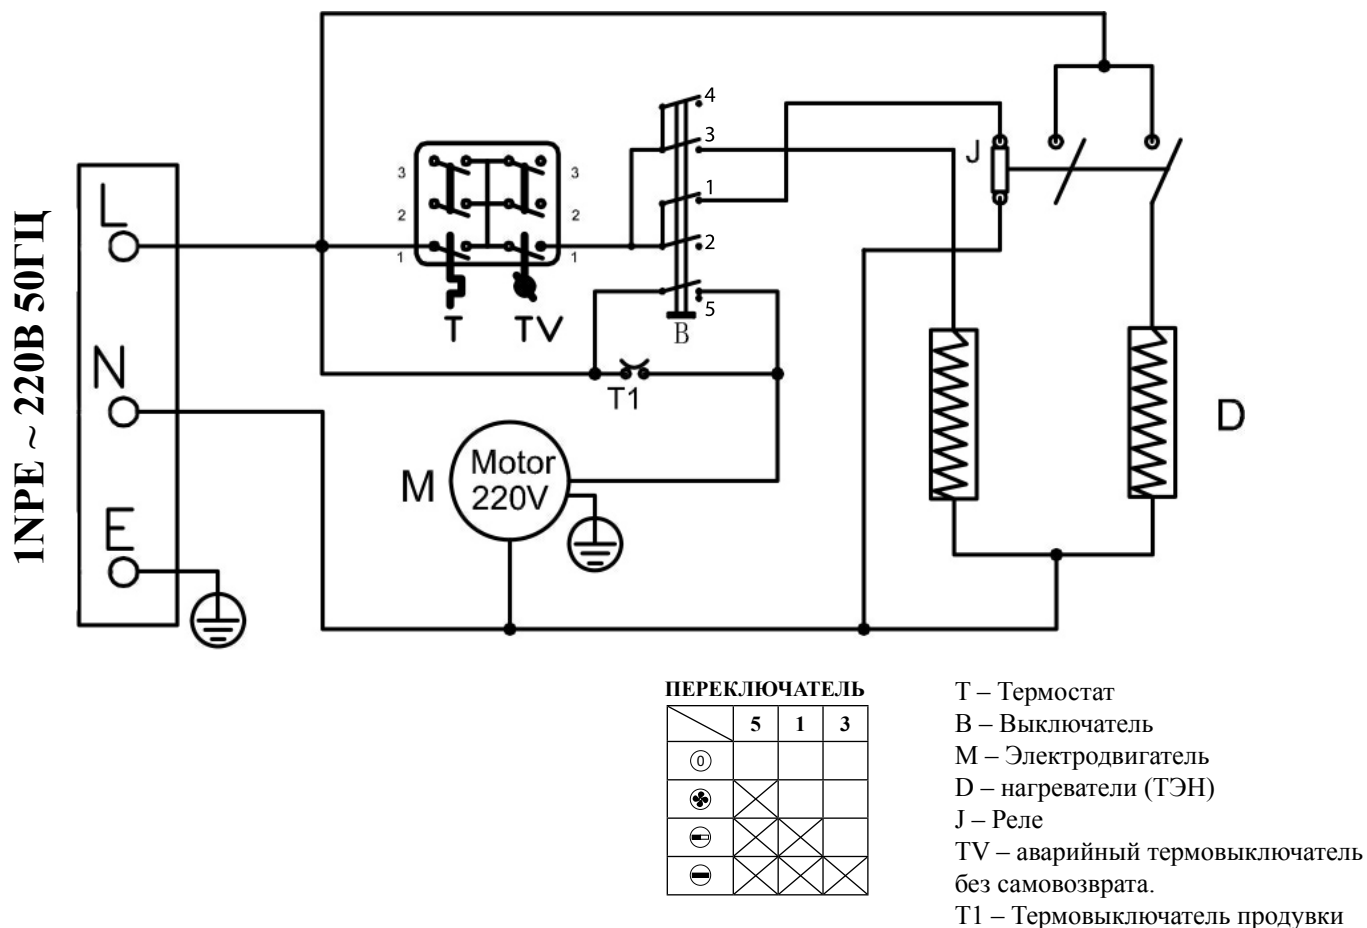 1NPE ~ 220В 50ГЦ
L
N
E
3
2
1
3
2
1
T
TV
4
3
1
2
5
B
T1
J
M
Motor
220V
D
ПЕРЕКЛЮЧАТЕЛЬ
5 1 3
0
Т – Термостат
В – Выключатель
М – Электродвигатель
D – нагреватели (ТЭН)
J – Реле
TV – аварийный термовыключатель
без самовозврата.
Т1 – Термовыключатель продувки